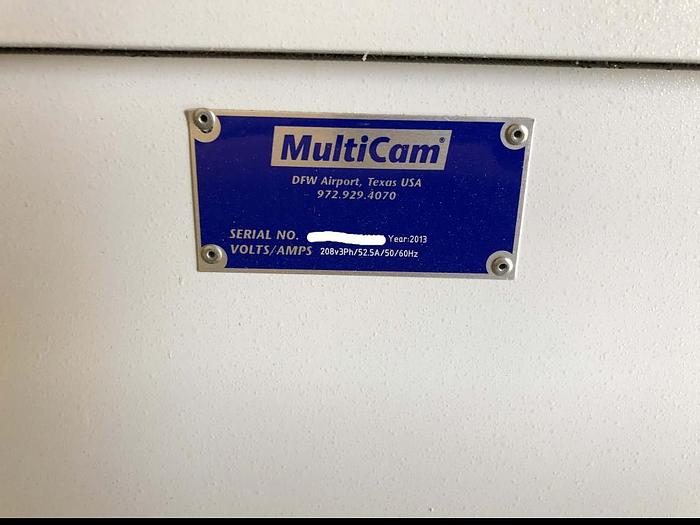 MultiCam®
DFW Airport, Texas USA
972.929.4070
SERIAL NO. Year:2013
VOLTS/AMPS 208v3Ph/52.5A/50/60Hz